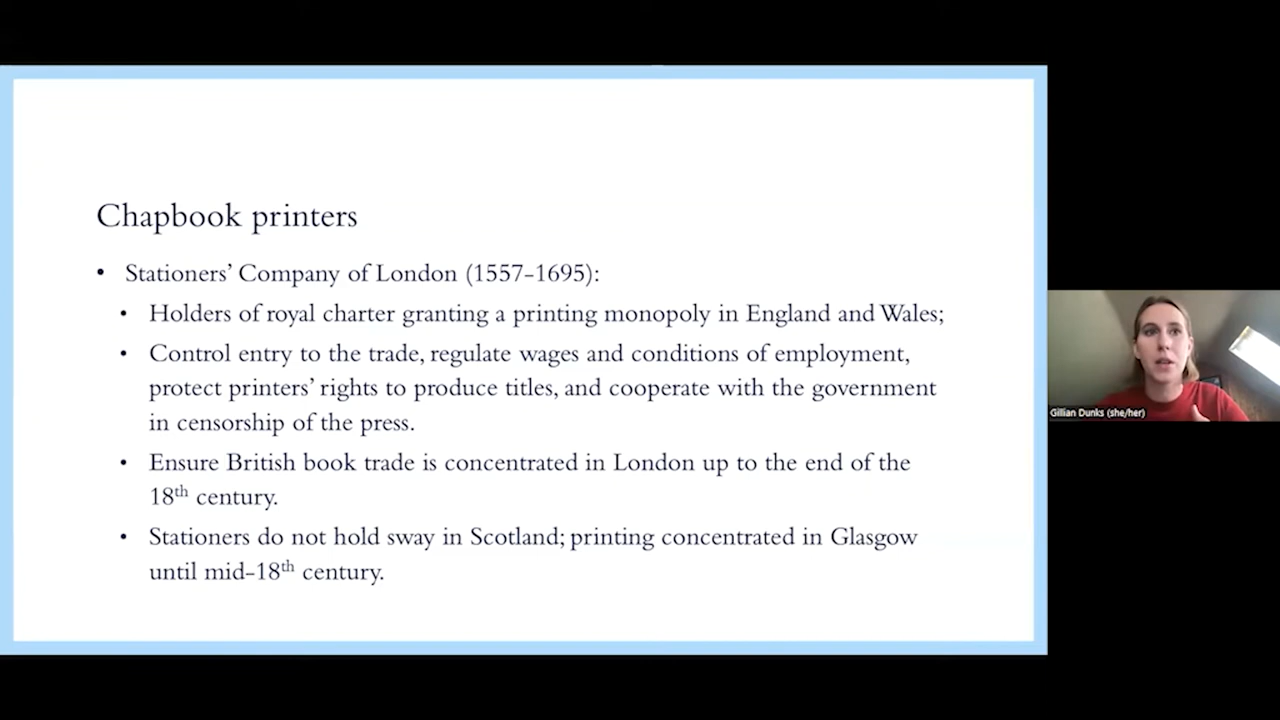 Chapbook printers
• Stationers’ Company of London (1557-1695):
• Holders of royal charter granting a printing monopoly in England and Wales;
• Control entry to the trade, regulate wages and conditions of employment,
protect printers’ rights to produce titles, and cooperate with the government
in censorship of the press.
• Ensure British book trade is concentrated in London up to the end of the
18th century.
• Stationers do not hold sway in Scotland; printing concentrated in Glasgow
until mid-18th century.
Gillian Dunks (she/her)